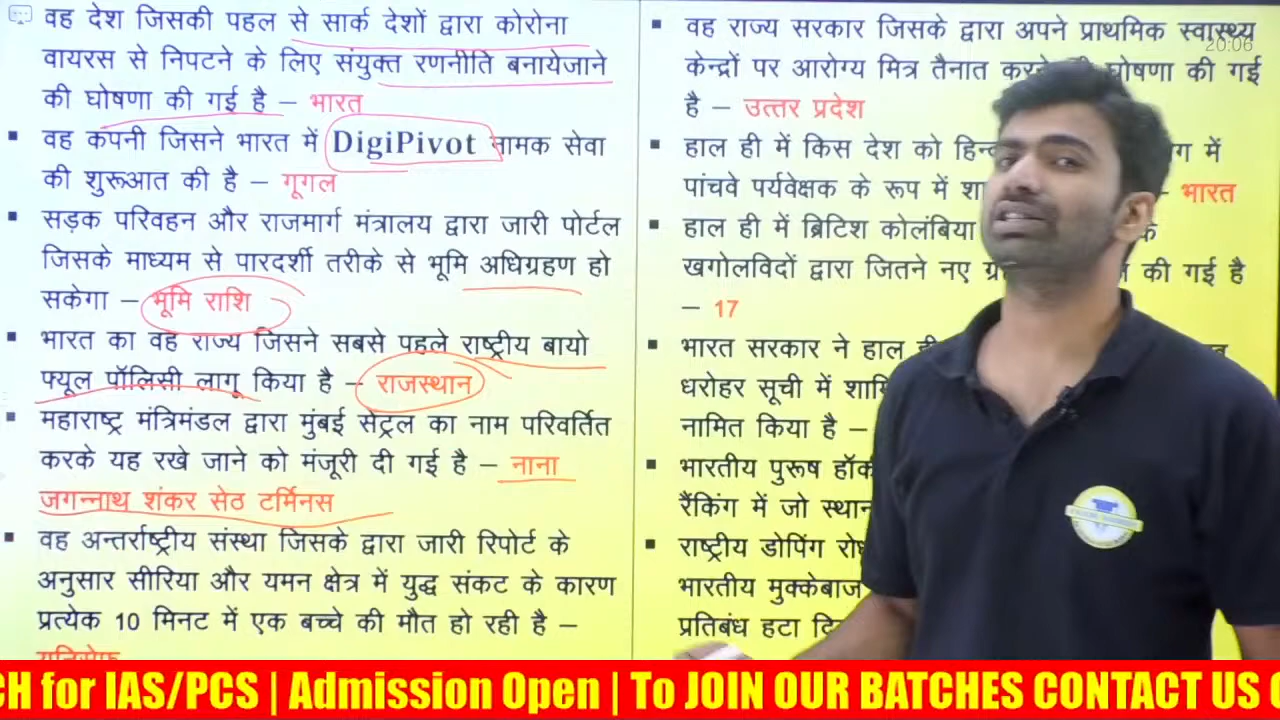 वह देश जिसकी पहल से सार्क देशों द्वारा कोरोना
वायरस से निपटने के लिए संयुक्त रणनीति बनायेजाने
की घोषणा की गई है – भारत
▪ वह कंपनी जिसने भारत में DigiPivot नामक सेवा
की शुरूआत की है – गूगल
▪ सड़क परिवहन और राजमार्ग मंत्रालय द्वारा जारी पोर्टल
जिसके माध्यम से पारदर्शी तरीके से भूमि अधिग्रहण हो
सकेगा – भूमि राशि
▪ भारत का वह राज्य जिसने सबसे पहले राष्ट्रीय बायो
फ्यूल पॉलिसी लागू किया है – राजस्थान
▪ महाराष्ट्र मंत्रिमंडल द्वारा मुंबई सेट्रल का नाम परिवर्तित
करके यह रखे जाने को मंजूरी दी गई है – नाना
जगन्नाथ शंकर सेठ टर्मिनस
▪ वह अन्तर्राष्ट्रीय संस्था जिसके द्वारा जारी रिपोर्ट के
अनुसार सीरिया और यमन क्षेत्र में युद्ध संकट के कारण
प्रत्येक 10 मिनट में एक बच्चे की मौत हो रही है –
यूनिसेफ
▪ वह राज्य सरकार जिसके द्वारा अपने प्राथमिक स्वास्थ्य
20:06
केन्द्रों पर आरोग्य मित्र तैनात करने की घोषणा की गई
है – उत्तर प्रदेश
▪ हाल ही में किस देश को
में
पांचवे पर्यवेक्षक के रूप में – भारत
▪ हाल ही में ब्रिटिश कोलंबिया के
खगोलविदों द्वारा जितने नए की गई है
– 17
▪ भारत सरकार ने हाल
धरोहर सूची में
नामित किया है –
▪ भारतीय पुरूष हॉकी
रैंकिंग में जो स्थान
▪ राष्ट्रीय डोपिंग
भारतीय मुक्केबाज
प्रतिबंध हटा
CH for IAS/PCS | Admission Open | To JOIN OUR BATCHES CONTACT US